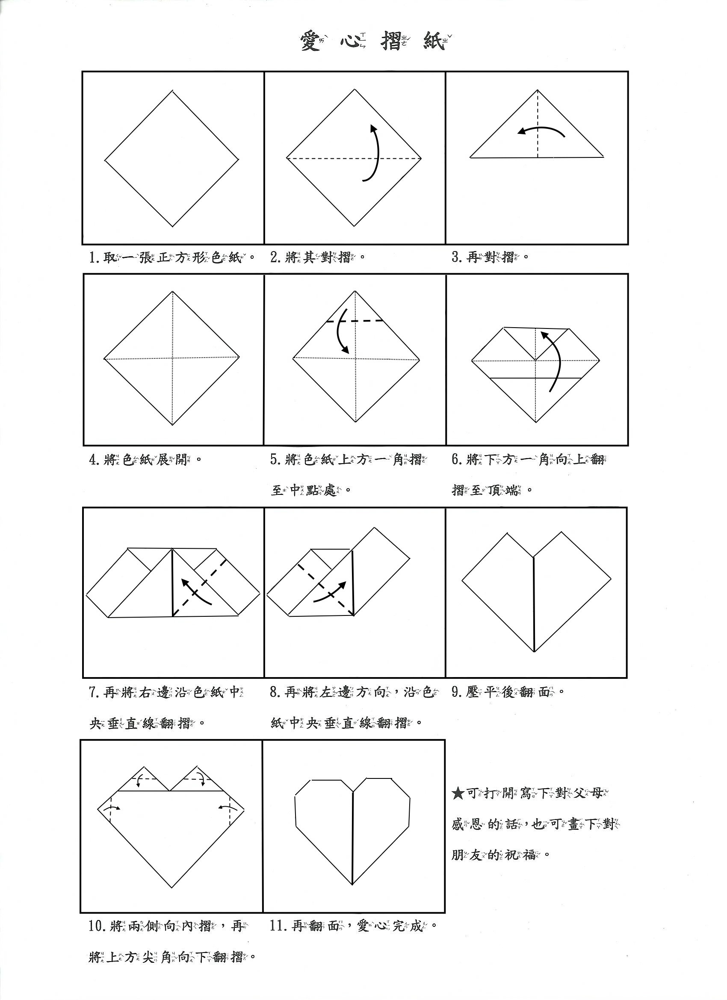 愛心摺紙
1.取一張正方形色紙。
2.將其對摺。
3.再對摺。
4.將色紙展開。
5.將色紙上方一角摺
至中點處。
6.將下方一角向上翻
摺至頂端。
7.再將右邊沿色紙中
央垂直線翻摺。
8.再將左邊方向，沿色
紙中央垂直線翻摺。
9.壓平後翻面。
10.將兩側向內摺，再
將上方尖角向下翻摺。
11.再翻面，愛心完成。
★可打開寫下對父母
感恩的話，也可畫下對
朋友的祝福。